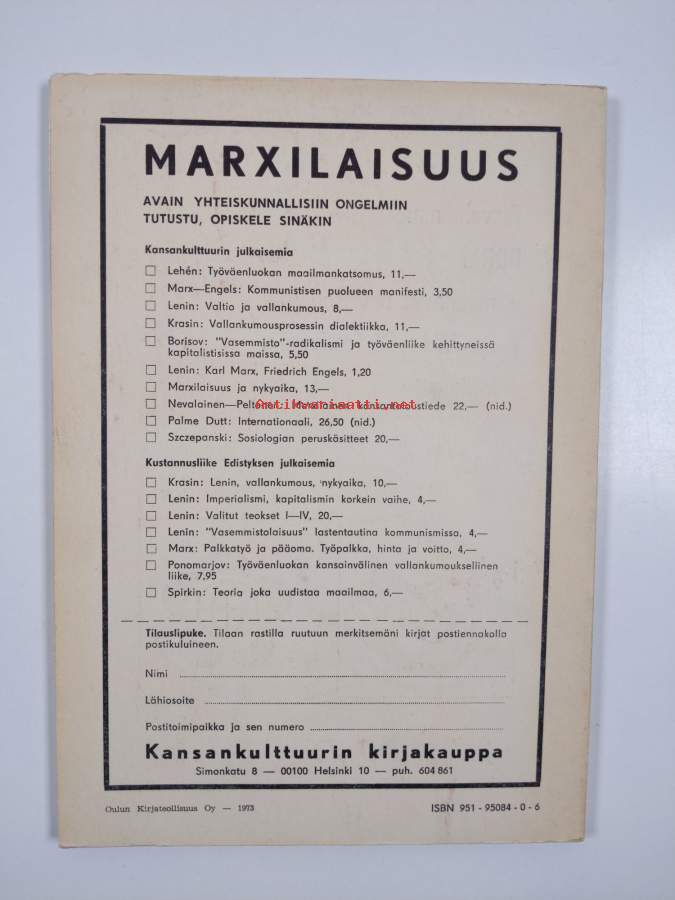 MARXILAISUUS
AVAIN YHTEISKUNNALLISIIN ONGELMIIN
TUTUSTU, OPISKELE SINÄKIN
Kansankulttuurin julkaisemia
Lehén: Työväenluokan maailmankatsomus, 11,—
Marx—Engels: Kommunistisen puolueen manifesti, 3,50
Lenin: Valtio ja vallankumous, 8,—
Krasin: Vallankumousprosessin dialektiikka, 11,—
Borisov: "Vasemmisto"-radikalismi ja työväenliike kehittyneissä
kapitalistisissa maissa, 5,50
Lenin: Karl Marx, Friedrich Engels, 1,20
Marxilaisuus ja nykyaika, 13,—
Nevalainen—Peltonen: kansantaloustiede 22,— (nid.)
Antikvariaatti.net
Palme Dutt: Internationaali, 26,50 (nid.)
Szczepanski: Sosiologian peruskäsitteet 20,—
Kustannusliike Edistyksen julkaisemia
Krasin: Lenin, vallankumous, nykyaika, 10,—
Lenin: Imperialismi, kapitalismin korkein vaihe, 4,—
Lenin: Valitut teokset I—IV, 20,—
Lenin: "Vasemmistolaisuus" lastentautina kommunismissa, 4,—
Marx: Palkkatyö ja pääoma. Työpalkka, hinta ja voitto, 4,—
Ponomarjov: Työväenluokan kansainvälinen vallankumouksellinen
liike, 7,95
Spirkin: Teoria joka uudistaa maailmaa, 6,—
Tilauslipuke. Tilaan rastilla ruutuun merkitsemäni kirjat postiennakolla
postikuluineen.
Nimi
Lähiosoite
Postitoimipaikka ja sen numero
Kansankulttuurin kirjakauppa
Simonkatu 8 — 00100 Helsinki 10 — puh. 604 861
Oulun Kirjateollisuus Oy — 1973
ISBN 951 - 95084 - 0 - 6